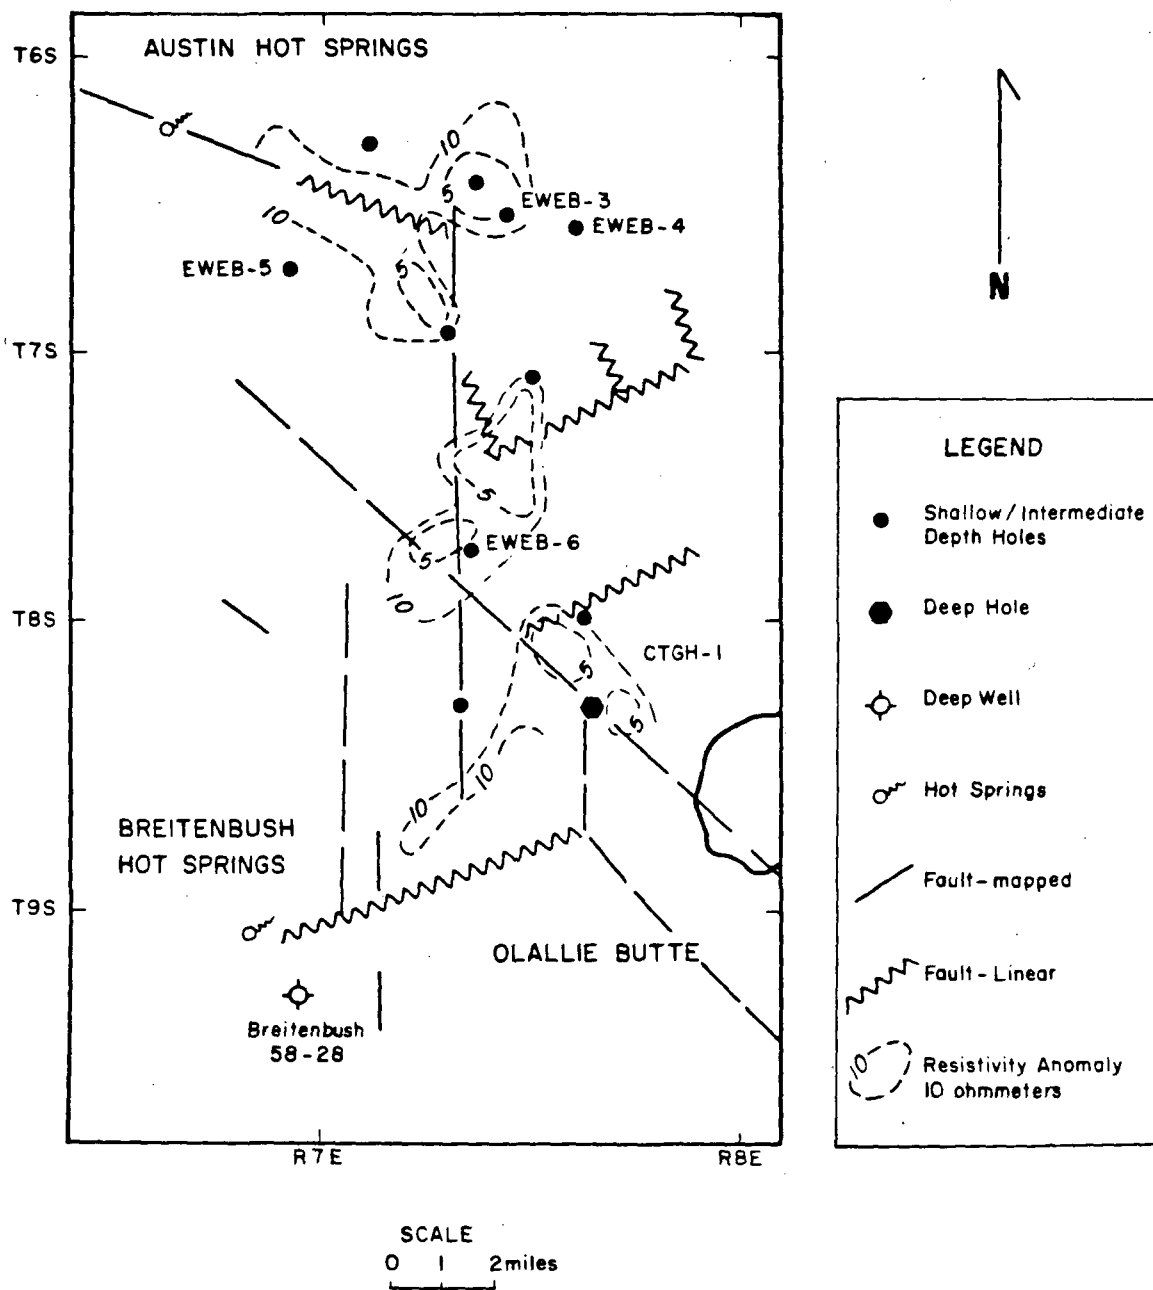 T6S
AUSTIN HOT SPRINGS
10
5
EWEB-3
EWEB-4
10
EWEB-5
5
N
T7S
5
EWEB-6
5
10
T8S
CTGH-1
5
5
10
10
BREITENBUSH
HOT SPRINGS
T9S
OLALLIE BUTTE
Breitenbush
58-28
R7E
R8E
LEGEND
Shallow/Intermediate
Depth Holes
Deep Hole
Deep Well
Hot Springs
Fault-mapped
Fault-Linear
10
Resistivity Anomaly
10 ohmmeters
SCALE
0 1 2 miles